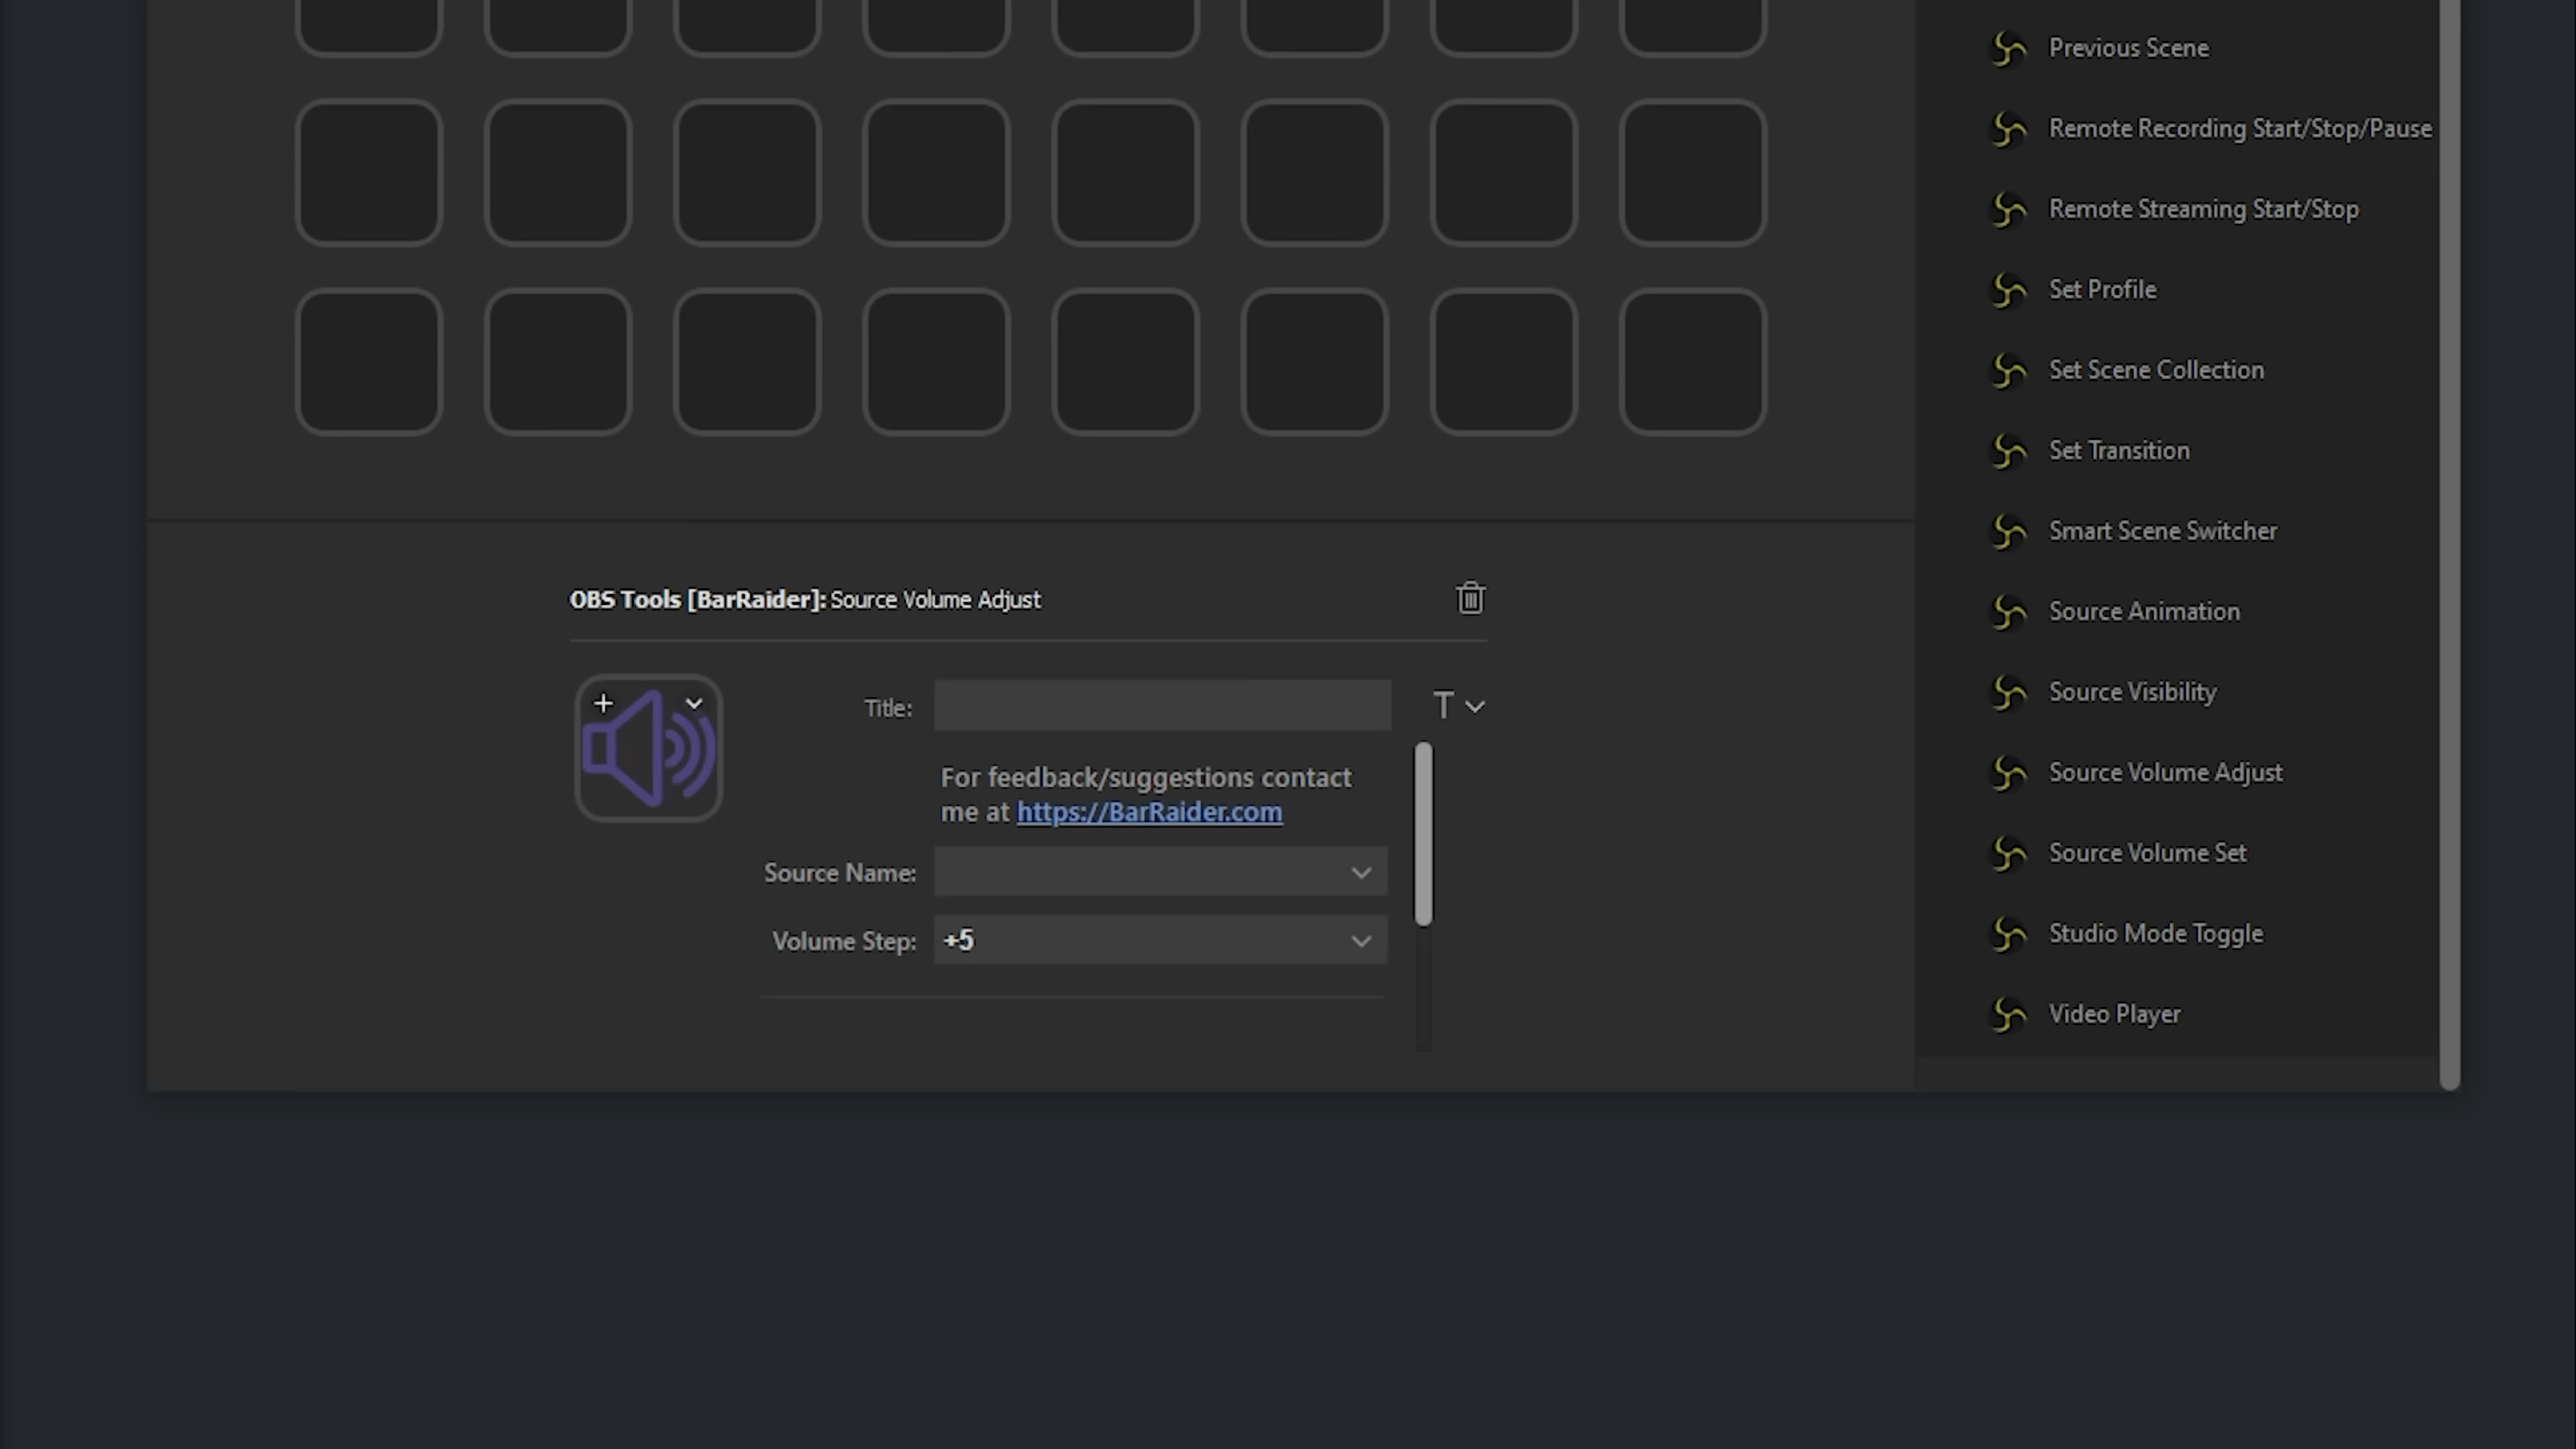 Previous Scene
Remote Recording Start/Stop/Pause
Remote Streaming Start/Stop
Set Profile
Set Scene Collection
Set Transition
Smart Scene Switcher
Source Animation
Source Visibility
Source Volume Adjust
Source Volume Set
Studio Mode Toggle
Video Player
OBS Tools [BarRaider]: Source Volume Adjust
Title:
T
For feedback/suggestions contact
me at https://BarRaider.com
Source Name:
Volume Step: +5